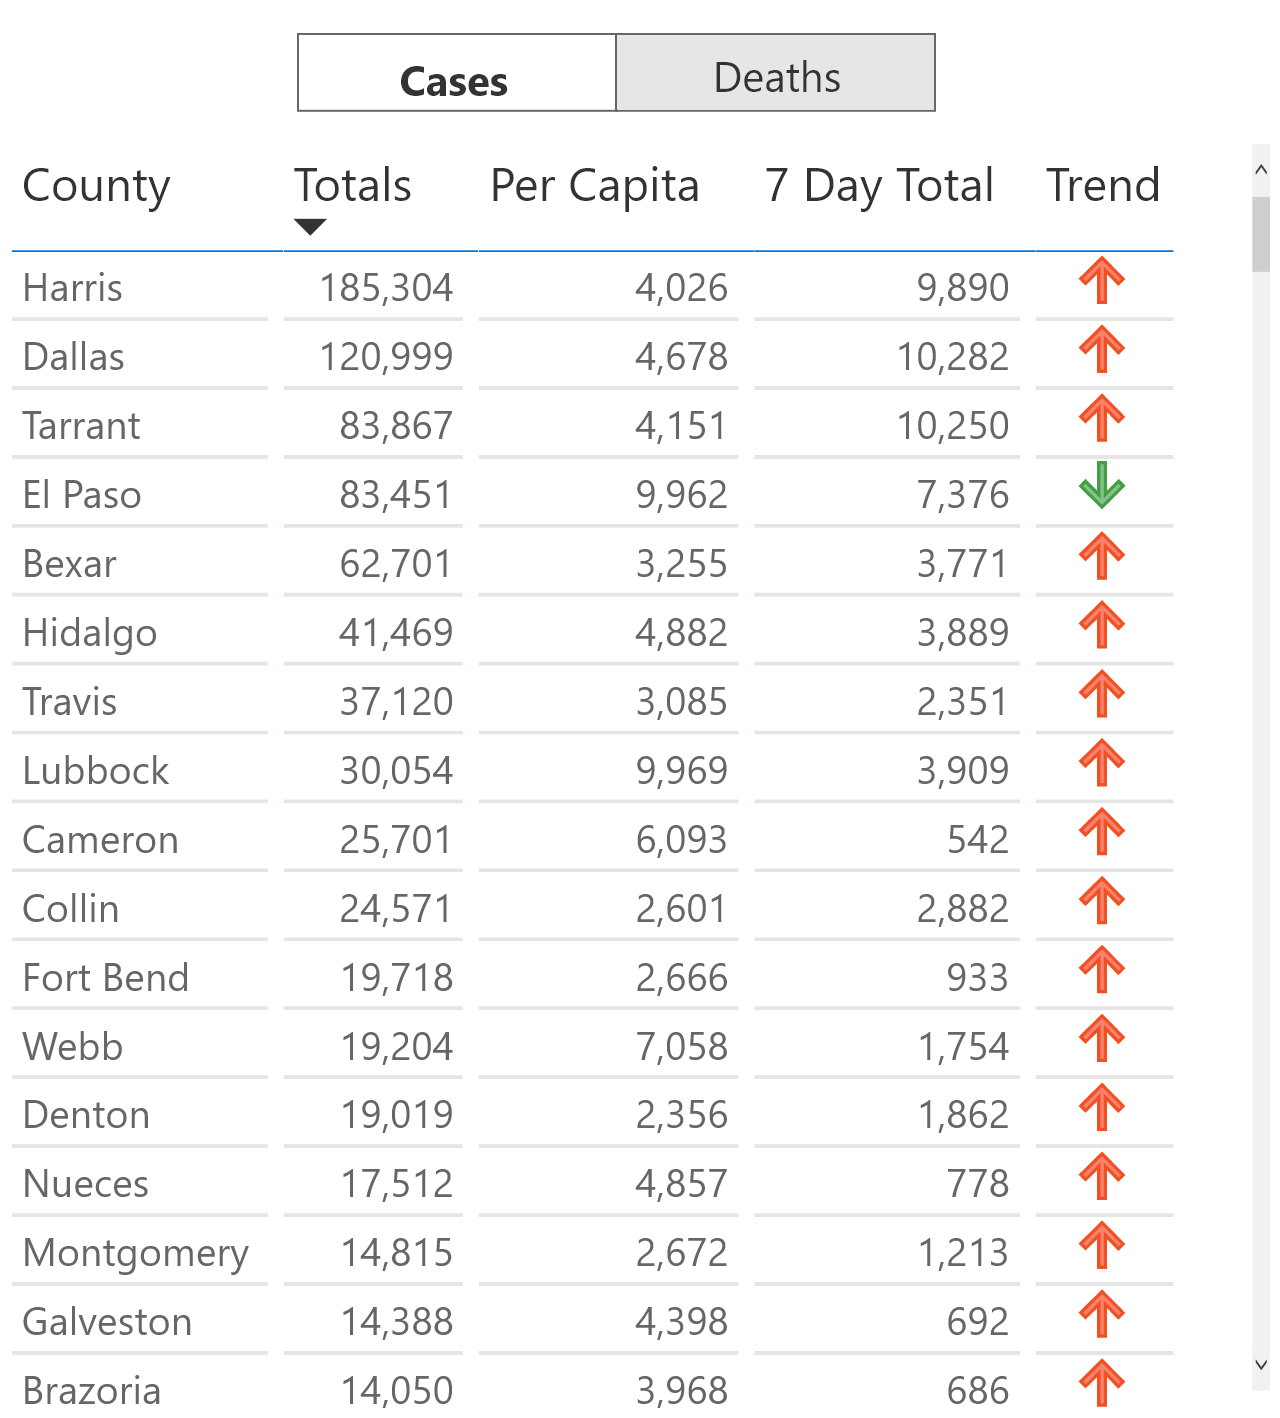 Cases Deaths
County Totals Per Capita 7 Day Total Trend
Harris 185,304 4,026 9,890
Dallas 120,999 4,678 10,282
Tarrant 83,867 4,151 10,250
El Paso 83,451 9,962 7,376
Bexar 62,701 3,255 3,771
Hidalgo 41,469 4,882 3,889
Travis 37,120 3,085 2,351
Lubbock 30,054 9,969 3,909
Cameron 25,701 6,093 542
Collin 24,571 2,601 2,882
Fort Bend 19,718 2,666 933
Webb 19,204 7,058 1,754
Denton 19,019 2,356 1,862
Nueces 17,512 4,857 778
Montgomery 14,815 2,672 1,213
Galveston 14,388 4,398 692
Brazoria 14,050 3,968 686